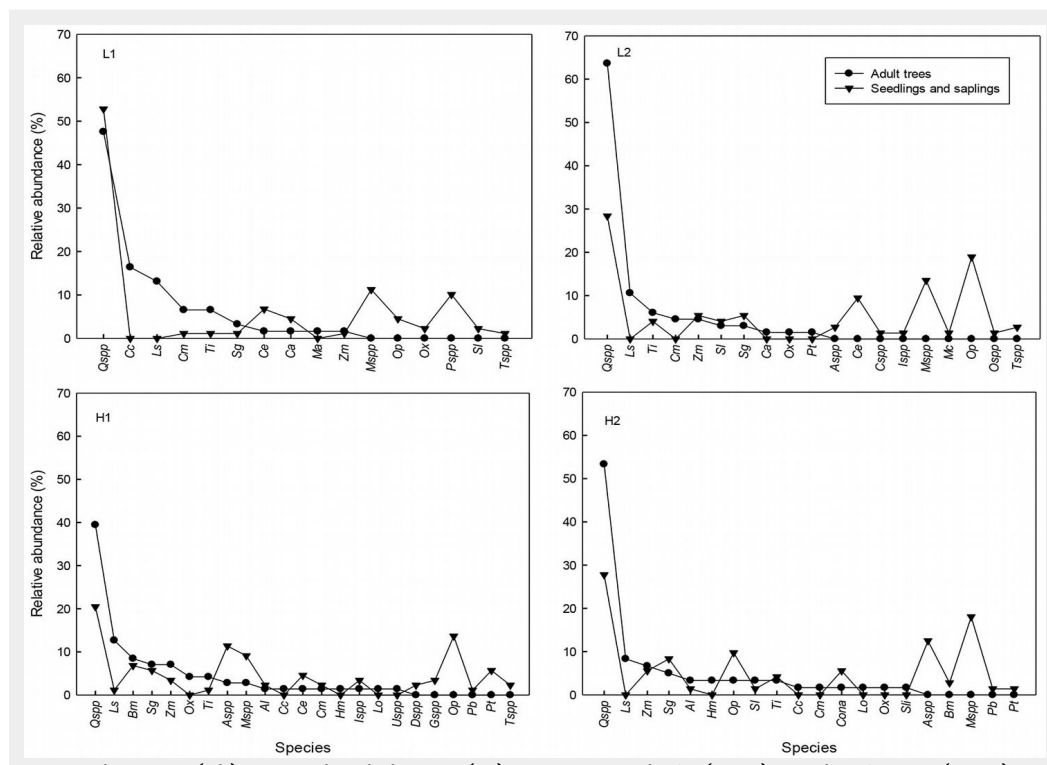 L1
70
60
50
40
30
20
10
0
Relative abundance (%)
Qspp Cc Ls Cm Ti Sg Ce Ca Ma Zm Mspp Op Ox Pspp Sl Tspp
L2
Adult trees
Seedlings and saplings
70
60
50
40
30
20
10
0
Qspp Ls Ti Cm Zm Sl Sg Ca Ox Pt Aspp Ce Cspp Ispp Mspp Mc Op Ospp Tspp
H1
70
60
50
40
30
20
10
0
Relative abundance (%)
Qspp Ls Bm Sg Zm Ox Ti Aspp Mspp Al Cc Ce Cm Hm Ispp Lo Uspp Dspp Gspp Op Pb Pt Tspp
Species
H2
70
60
50
40
30
20
10
0
Qspp Ls Zm Sg Al Hm Op Sl Ti Cc Cm Cona Lo Ox Sli Aspp Bm Mspp Pb Pt
Species